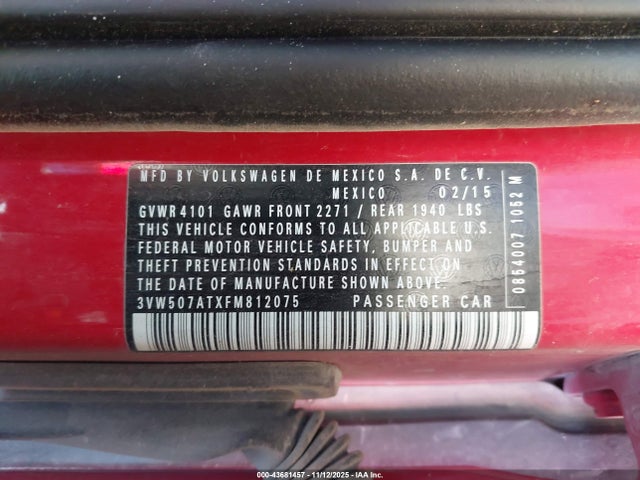 MFD BY VOLKSWAGEN DE MEXICO S.A. DE C.V.
MEXICO 02/15
GVWR 4101 GAWR FRONT 2271 / REAR 1940 LBS
THIS VEHICLE CONFORMS TO ALL APPLICABLE U.S.
FEDERAL MOTOR VEHICLE SAFETY, BUMPER AND
THEFT PREVENTION STANDARDS IN EFFECT ON
THE DATE OF MANUFACTURE SHOWN ABOVE.
3VW507ATXFM812075 PASSENGER CAR
0854007 1052 M
00-43681457 - 11/12/2025 - IAA Inc.